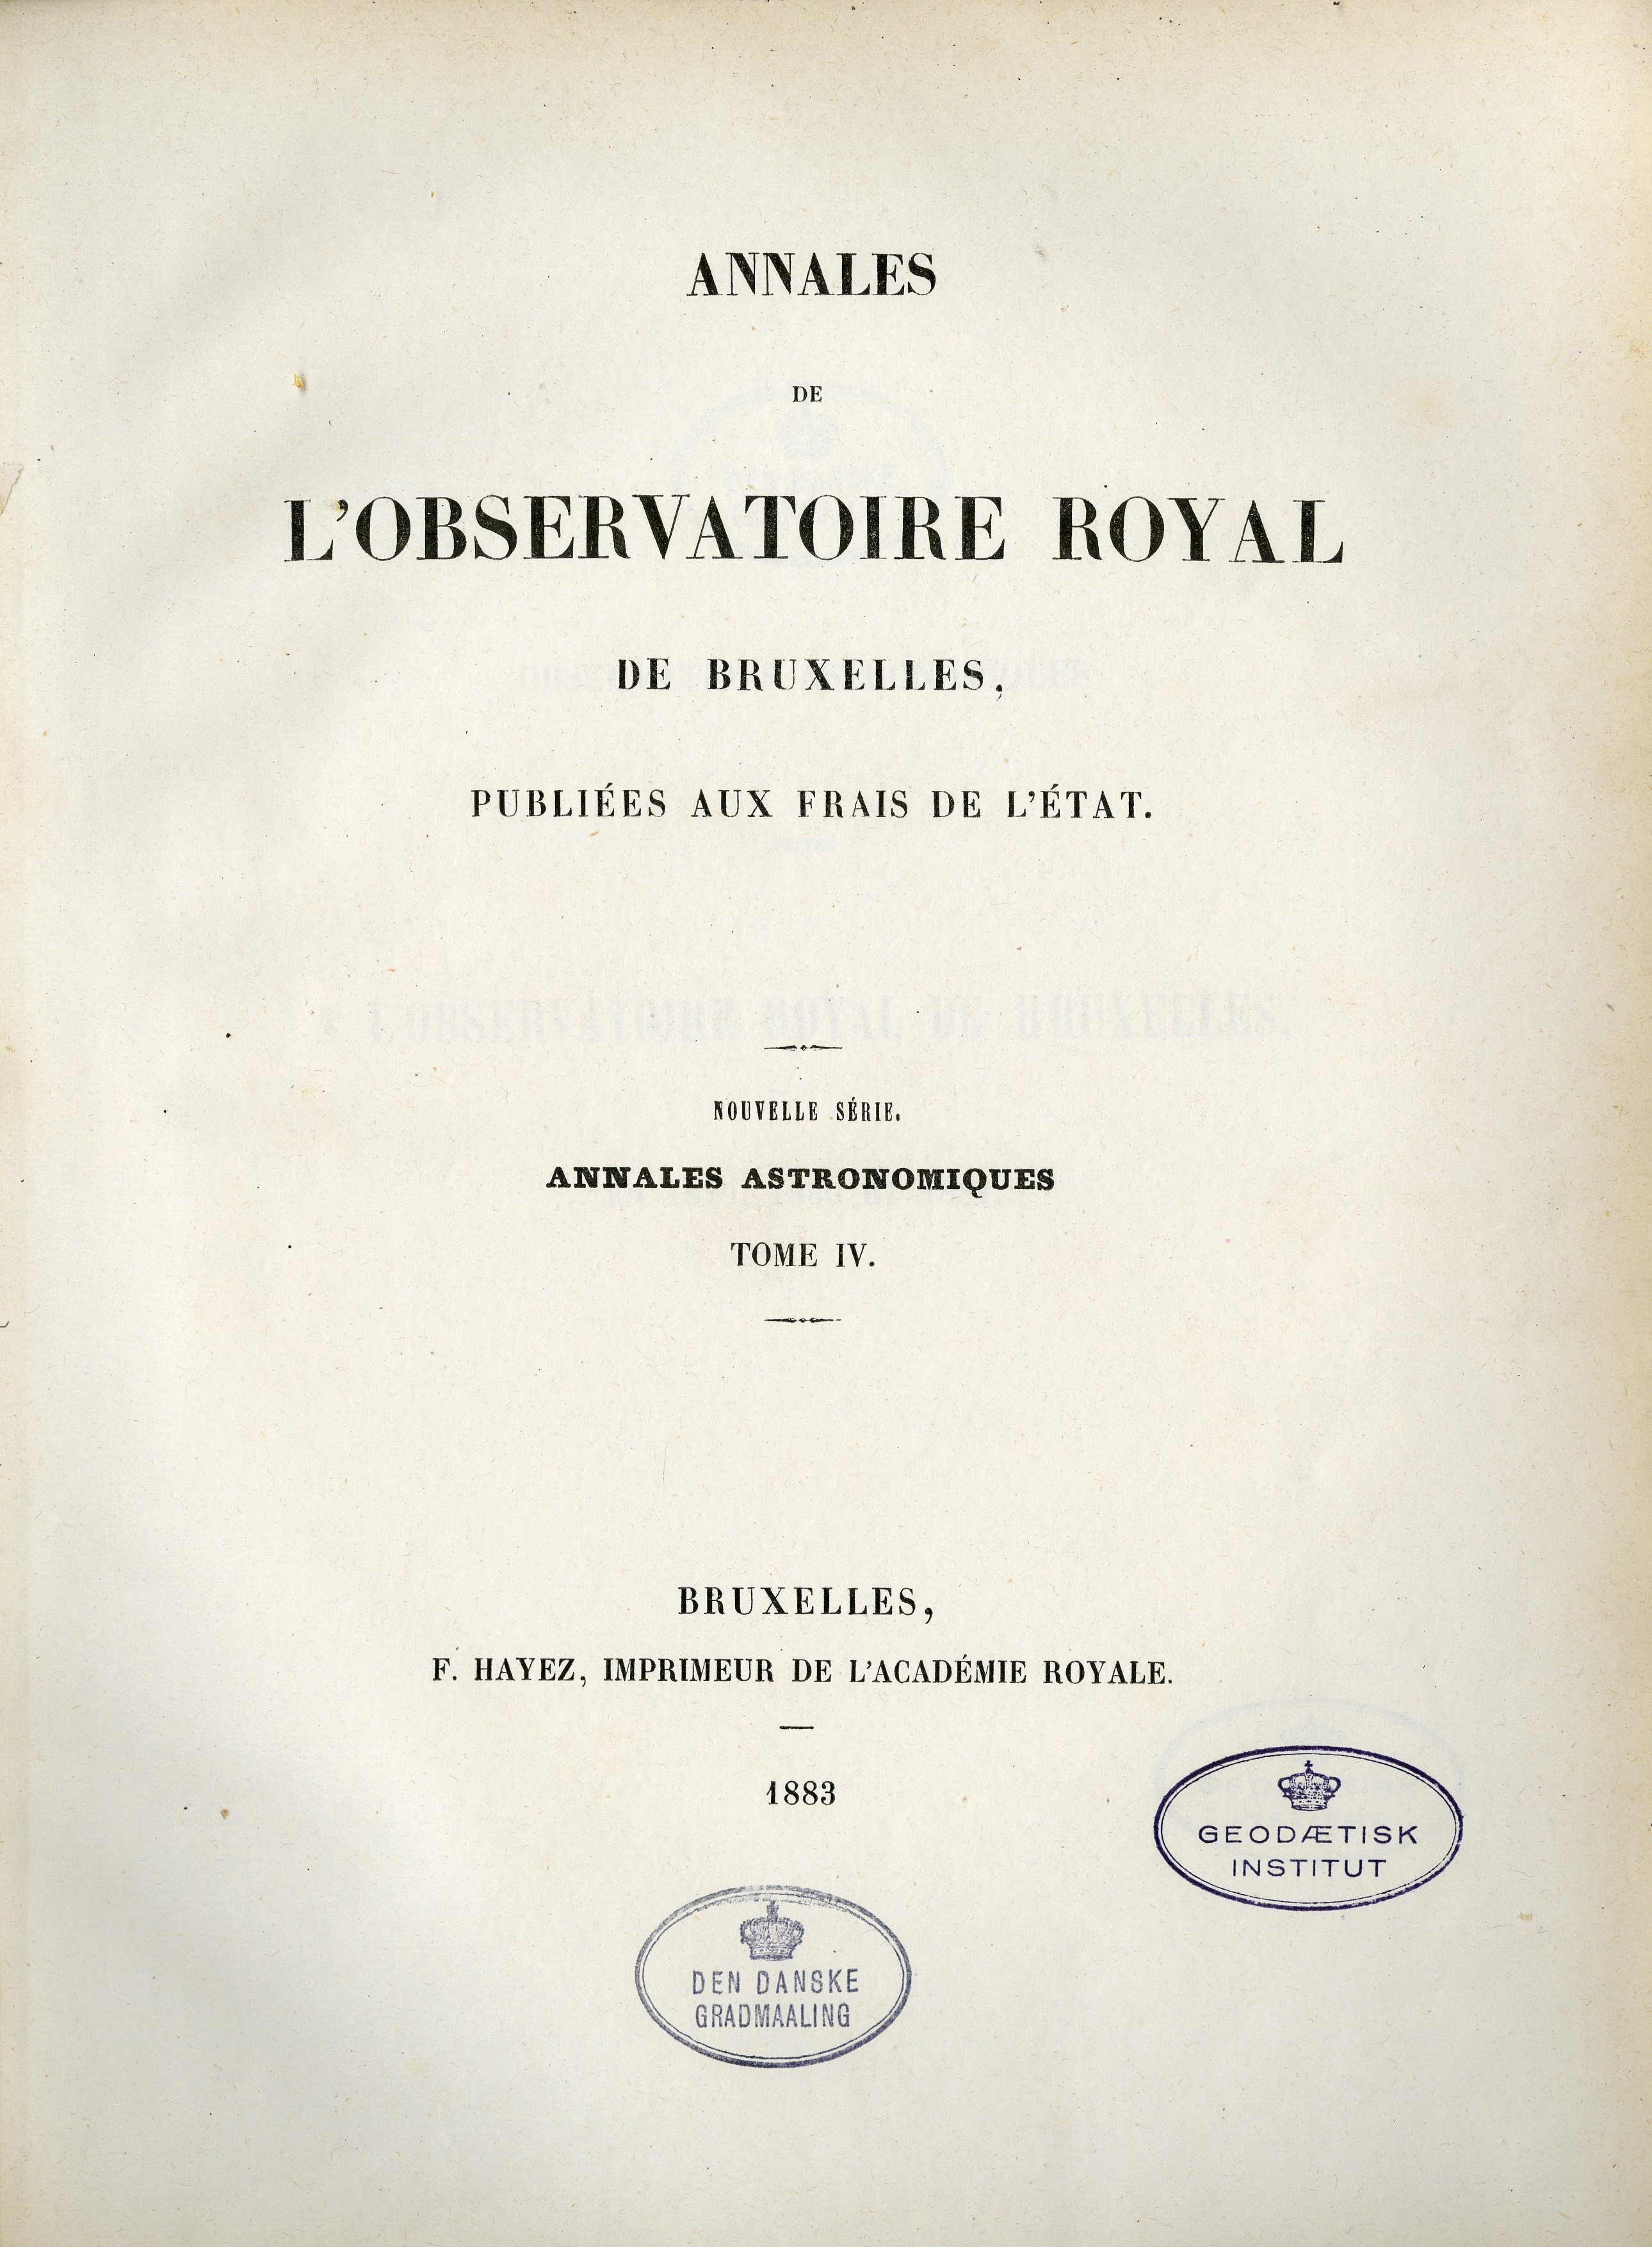 ANNALES
DE
L'OBSERVATOIRE ROYAL
DE BRUXELLES,
PUBLIÉES AUX FRAIS DE L'ÉTAT.
NOUVELLE SÉRIE.
ANNALES ASTRONOMIQUES
TOME IV.
BRUXELLES,
F. HAYEZ, IMPRIMEUR DE L'ACADÉMIE ROYALE.
1883
GEODÆTISK
INSTITUT
DEN DANSKE
GRADMAALING